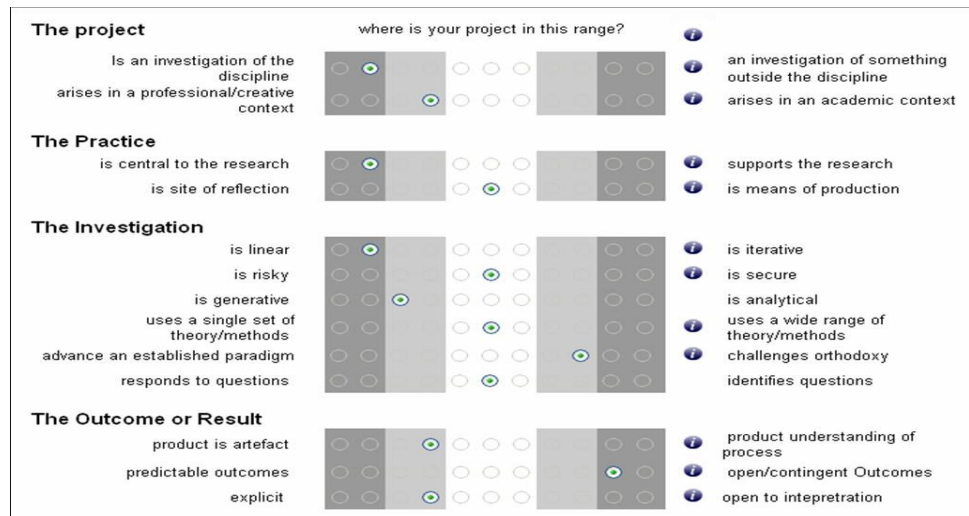 The project
where is your project in this range?
Is an investigation of the
discipline
an investigation of something
outside the discipline
arises in a professional/creative
context
arises in an academic context
The Practice
is central to the research
supports the research
is site of reflection
is means of production
The Investigation
is linear
is iterative
is risky
is secure
is generative
is analytical
uses a single set of
theory/methods
uses a wide range of
theory/methods
advance an established paradigm
challenges orthodoxy
responds to questions
identifies questions
The Outcome or Result
product is artefact
product understanding of
process
predictable outcomes
open/contingent Outcomes
explicit
open to intepretration